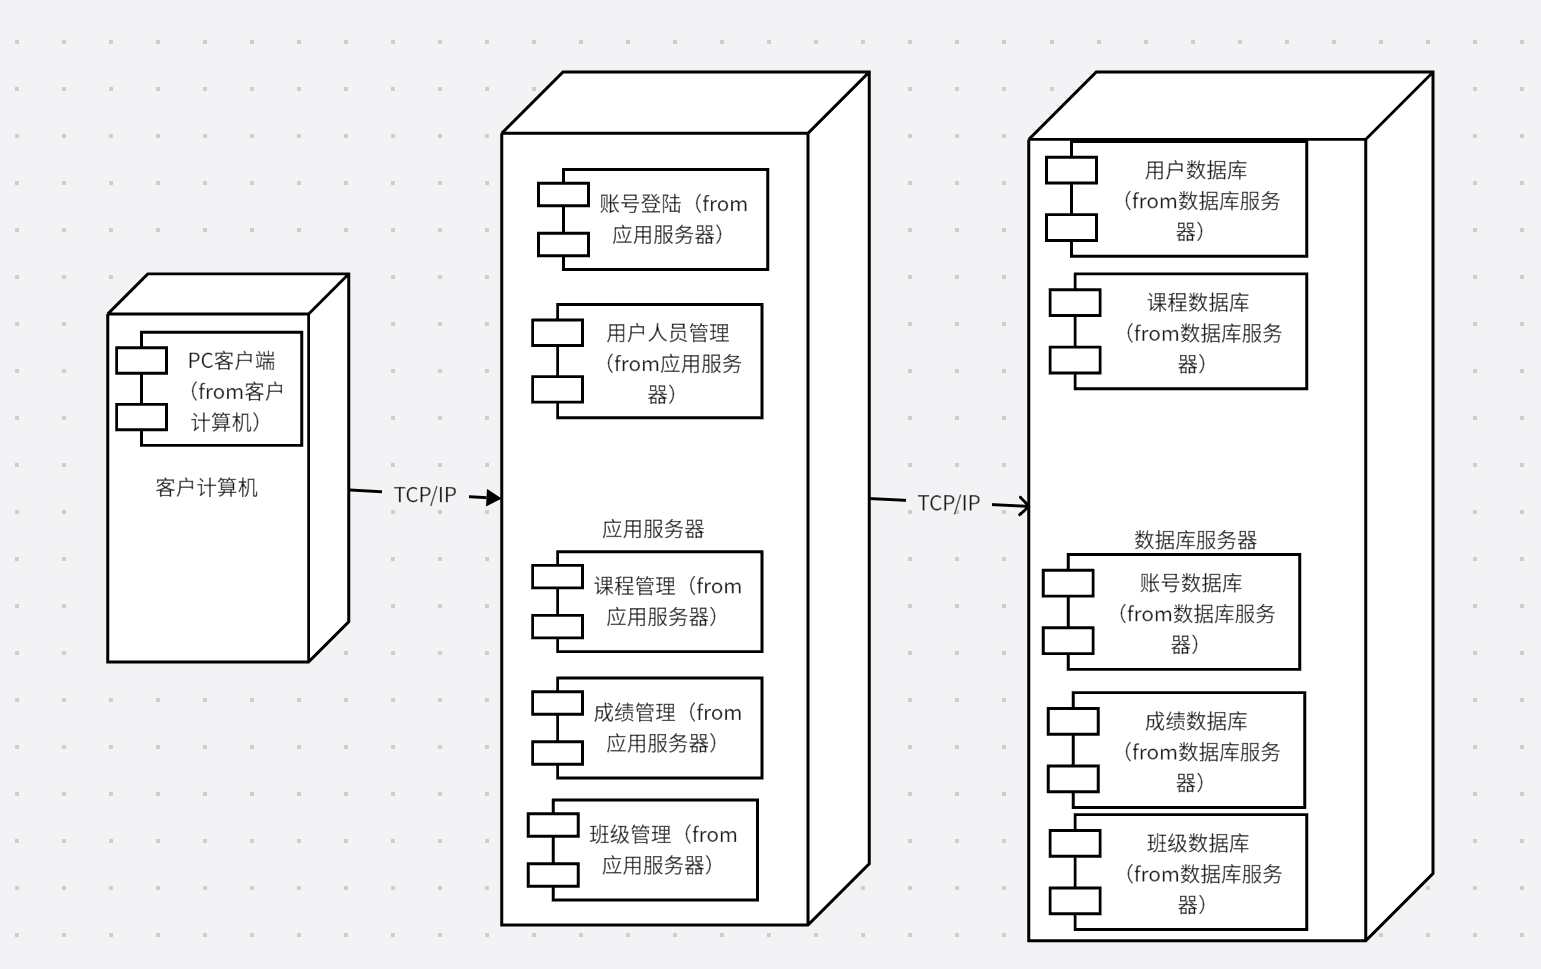 PC客户端
（from客户
计算机）
客户计算机
TCP/IP
账号登陆（from
应用服务器）
用户人员管理
（from应用服务
器）
应用服务器
课程管理（from
应用服务器）
成绩管理（from
应用服务器）
班级管理（from
应用服务器）
TCP/IP
用户数据库
（from数据库服务
器）
课程数据库
（from数据库服务
器）
数据库服务器
账号数据库
（from数据库服务
器）
成绩数据库
（from数据库服务
器）
班级数据库
（from数据库服务
器）